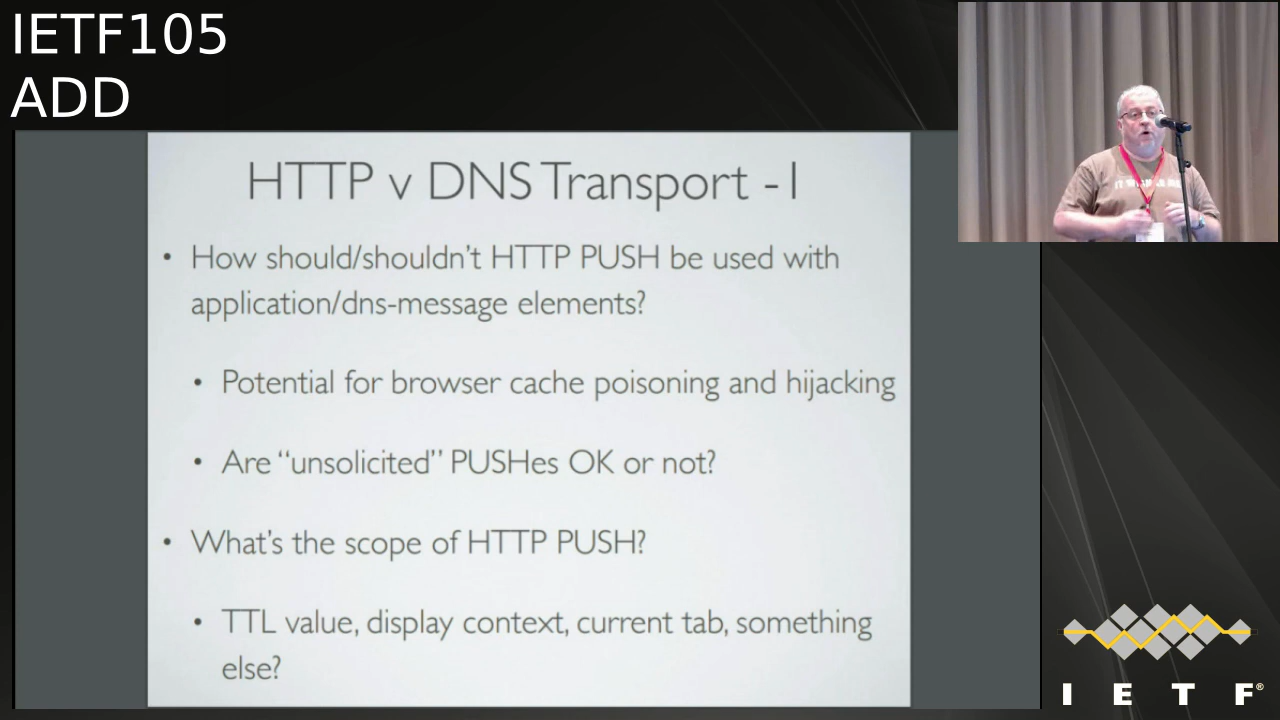 IETF105
ADD
HTTP v DNS Transport - 1
• How should/shouldn't HTTP PUSH be used with
application/dns-message elements?
• Potential for browser cache poisoning and hijacking
• Are “unsolicited” PUSHes OK or not?
• What's the scope of HTTP PUSH?
• TTL value, display context, current tab, something
else?
I E T F®